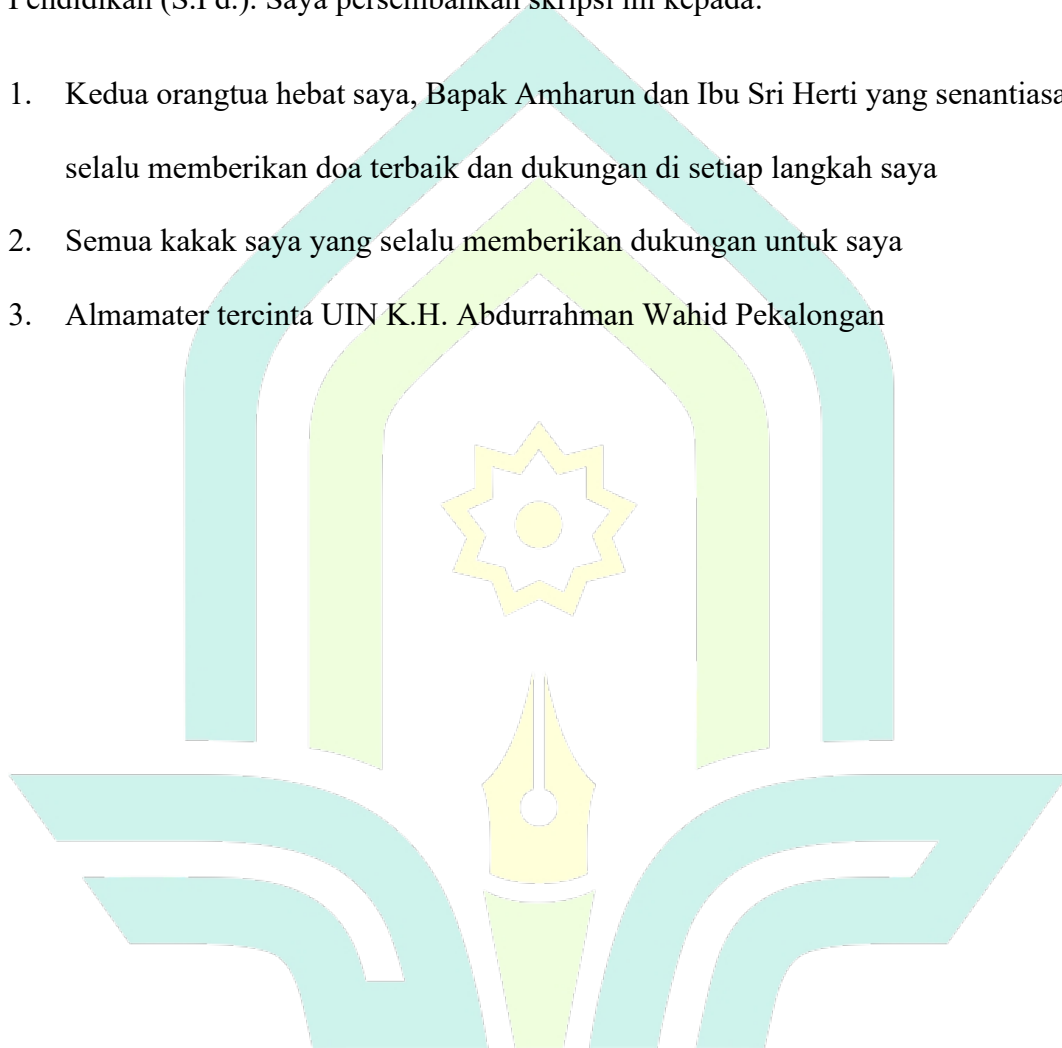 Pendidikan (S.Pd.). Saya persembahkan skripsi ini kepada:
1. Kedua orangtua hebat saya, Bapak Amharun dan Ibu Sri Herti yang senantiasa
selalu memberikan doa terbaik dan dukungan di setiap langkah saya
2. Semua kakak saya yang selalu memberikan dukungan untuk saya
3. Almamater tercinta UIN K.H. Abdurrahman Wahid Pekalongan